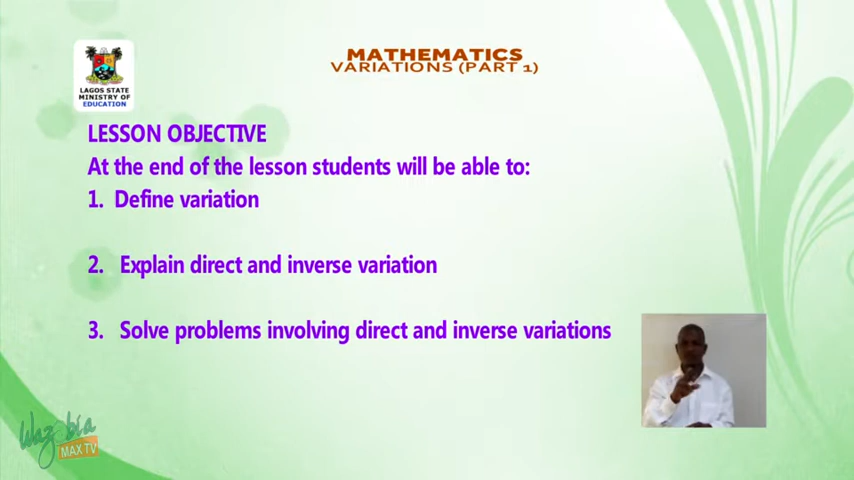 MATHEMATICS
VARIATIONS (PART 1)
LAGOS STATE
MINISTRY OF
EDUCATION
LESSON OBJECTIVE
At the end of the lesson students will be able to:
1. Define variation
2. Explain direct and inverse variation
3. Solve problems involving direct and inverse variations
Wazobia
MAX TV